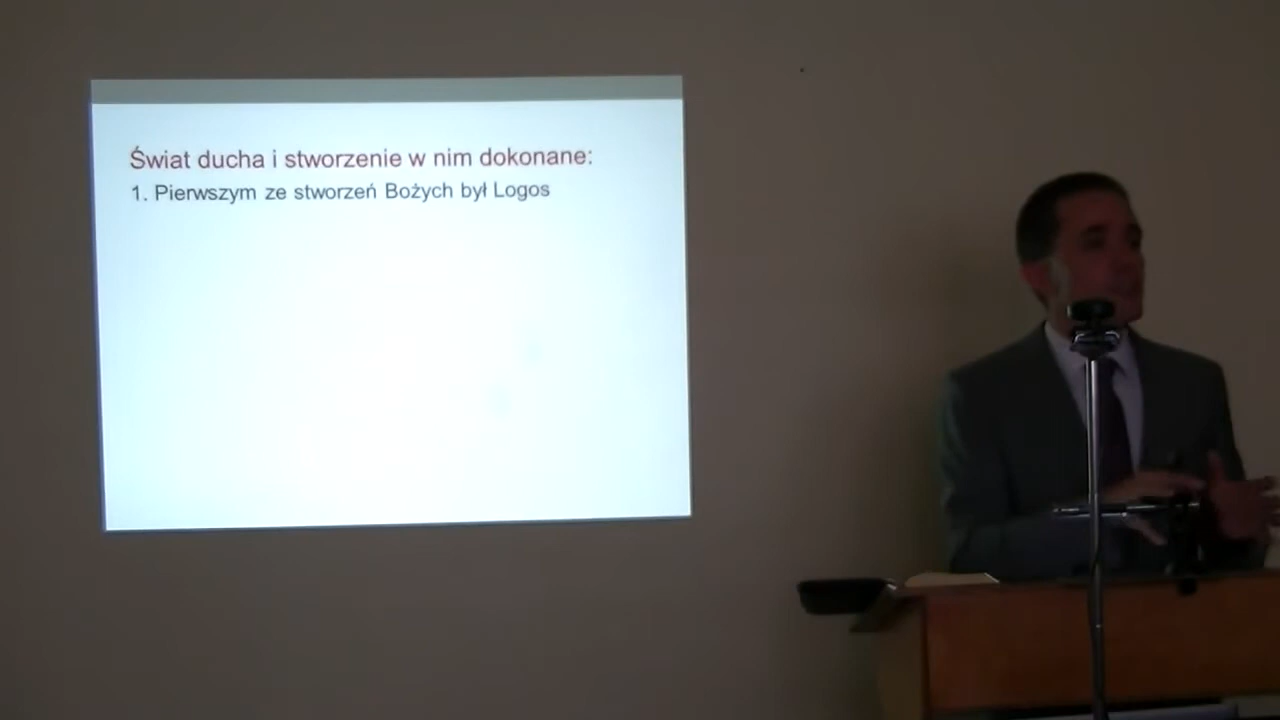 Świat ducha i stworzenie w nim dokonane:
1. Pierwszym ze stworzeń Bożych był Logos